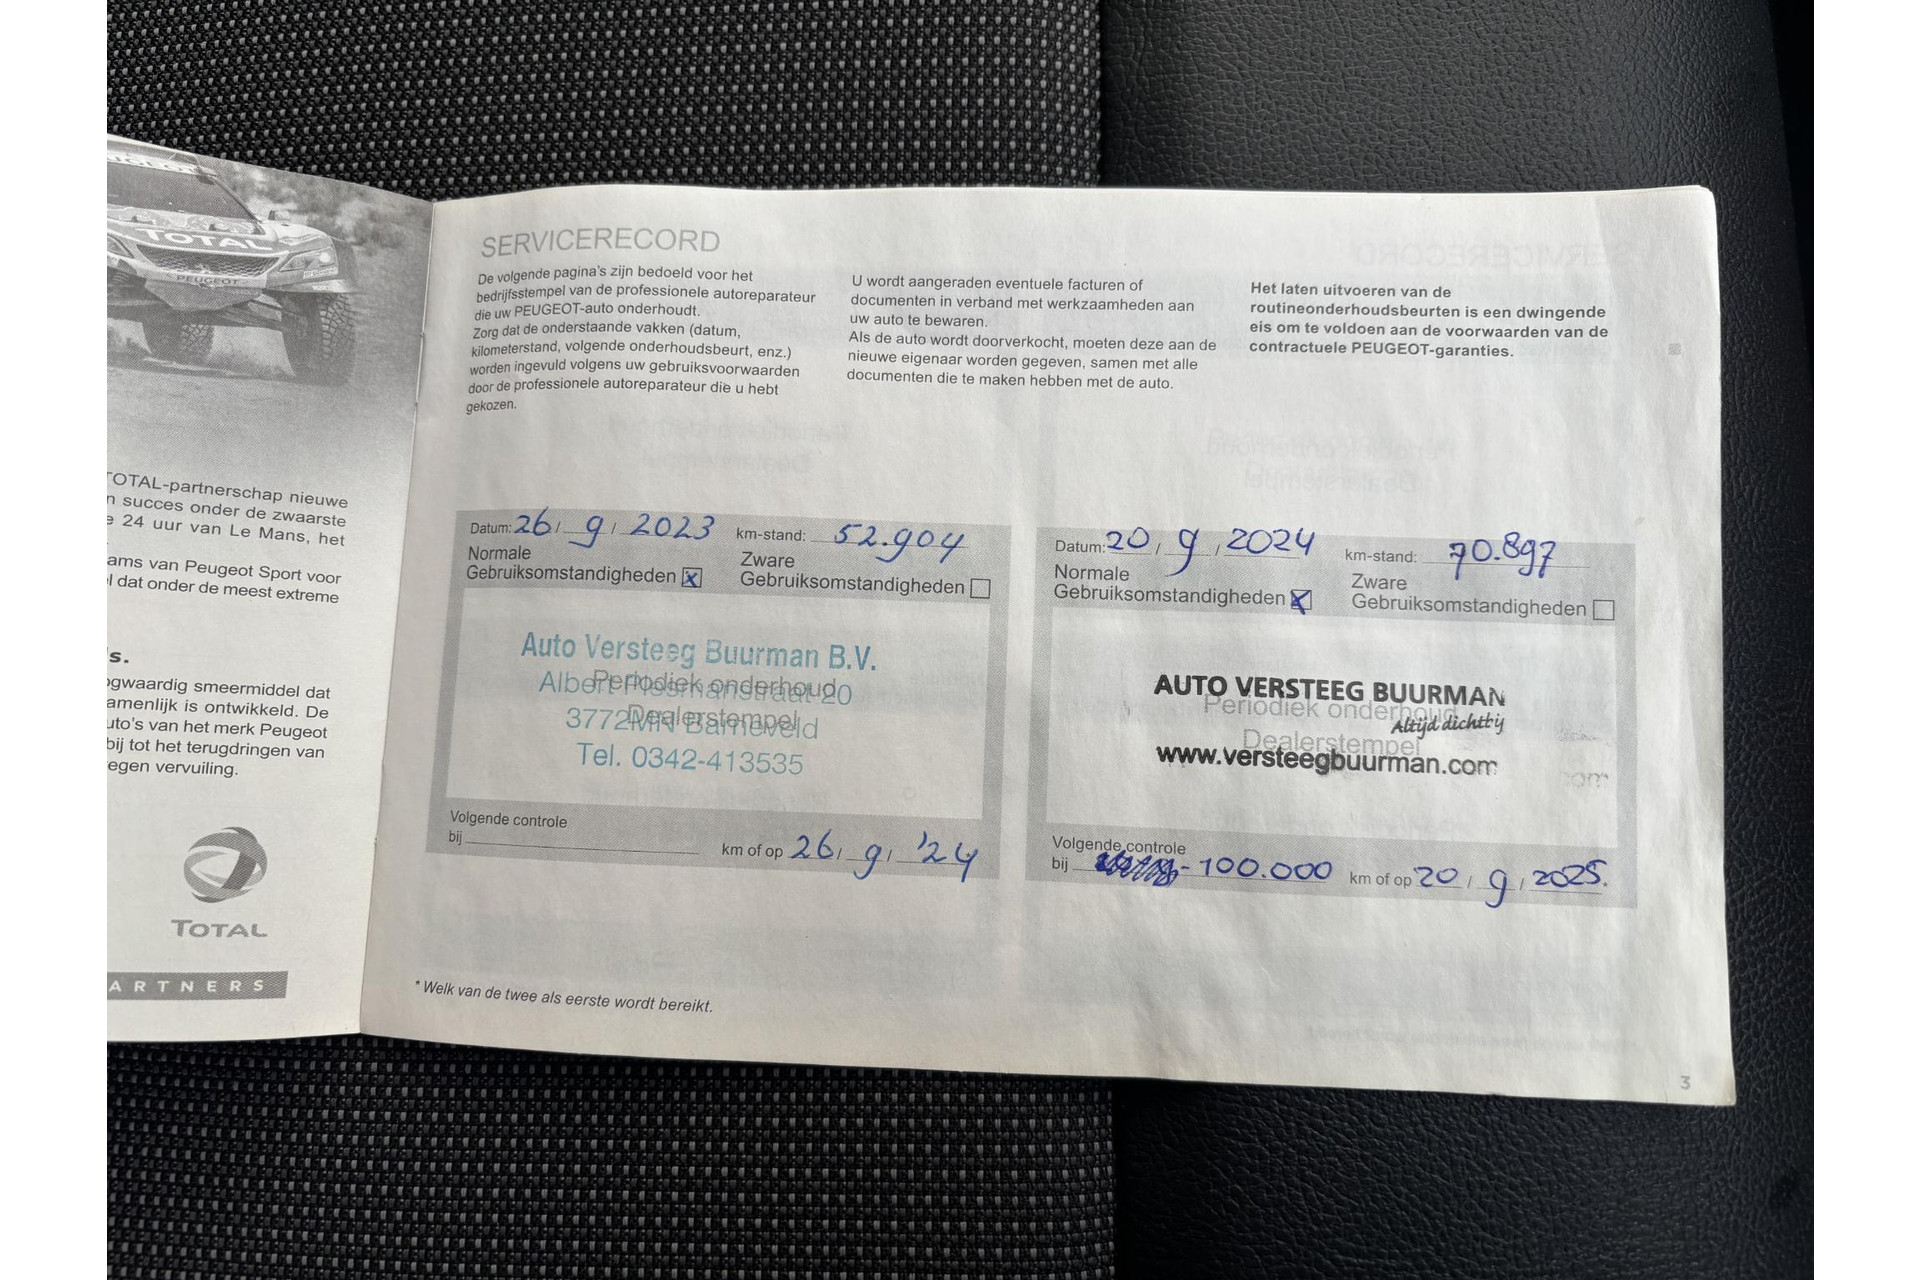 PEUGEOT
TOTAL
PEUGEOT
TOTAL-partnerschap nieuwe
n succes onder de zwaarste
e 24 uur van Le Mans, het
ams van Peugeot Sport voor
l dat onder de meest extreme
s.
ogwaardig smeermiddel dat
amenlijk is ontwikkeld. De
uto's van het merk Peugeot
bij tot het terugdringen van
egen vervuiling.
TOTAL
ARTNERS
SERVICERECORD
De volgende pagina's zijn bedoeld voor het
bedrijfsstempel van de professionele autoreparateur
die uw PEUGEOT-auto onderhoudt.
Zorg dat de onderstaande vakken (datum,
kilometerstand, volgende onderhoudsbeurt, enz.)
worden ingevuld volgens uw gebruiksvoorwaarden
door de professionele autoreparateur die u hebt
gekozen.
U wordt aangeraden eventuele facturen of
documenten in verband met werkzaamheden aan
uw auto te bewaren.
Als de auto wordt doorverkocht, moeten deze aan de
nieuwe eigenaar worden gegeven, samen met alle
documenten die te maken hebben met de auto.
Het laten uitvoeren van de
routineonderhoudsbeurten is een dwingende
eis om te voldoen aan de voorwaarden van de
contractuele PEUGEOT-garanties.
Datum: 26 / 9 / 2023 km-stand: 52.904
Normale
Gebruiksomstandigheden x
Zware
Gebruiksomstandigheden
Auto Versteeg Buurman B.V.
Periodiek onderhoud
Dealerstempel
3772MN Barneveld
Tel. 0342-413535
Volgende controle
bij km of op 26 / 9 / '24
Datum: 20 / 9 / 2024 km-stand: 70.897
Normale
Gebruiksomstandigheden x
Zware
Gebruiksomstandigheden
AUTO VERSTEEG BUURMAN
Periodiek onderhoud
Altijd dichtbij
Dealerstempel
www.versteegbuurman.com
Volgende controle
bij - 100.000 km of op 20 / 9 / 2025.
* Welk van de twee als eerste wordt bereikt.
3